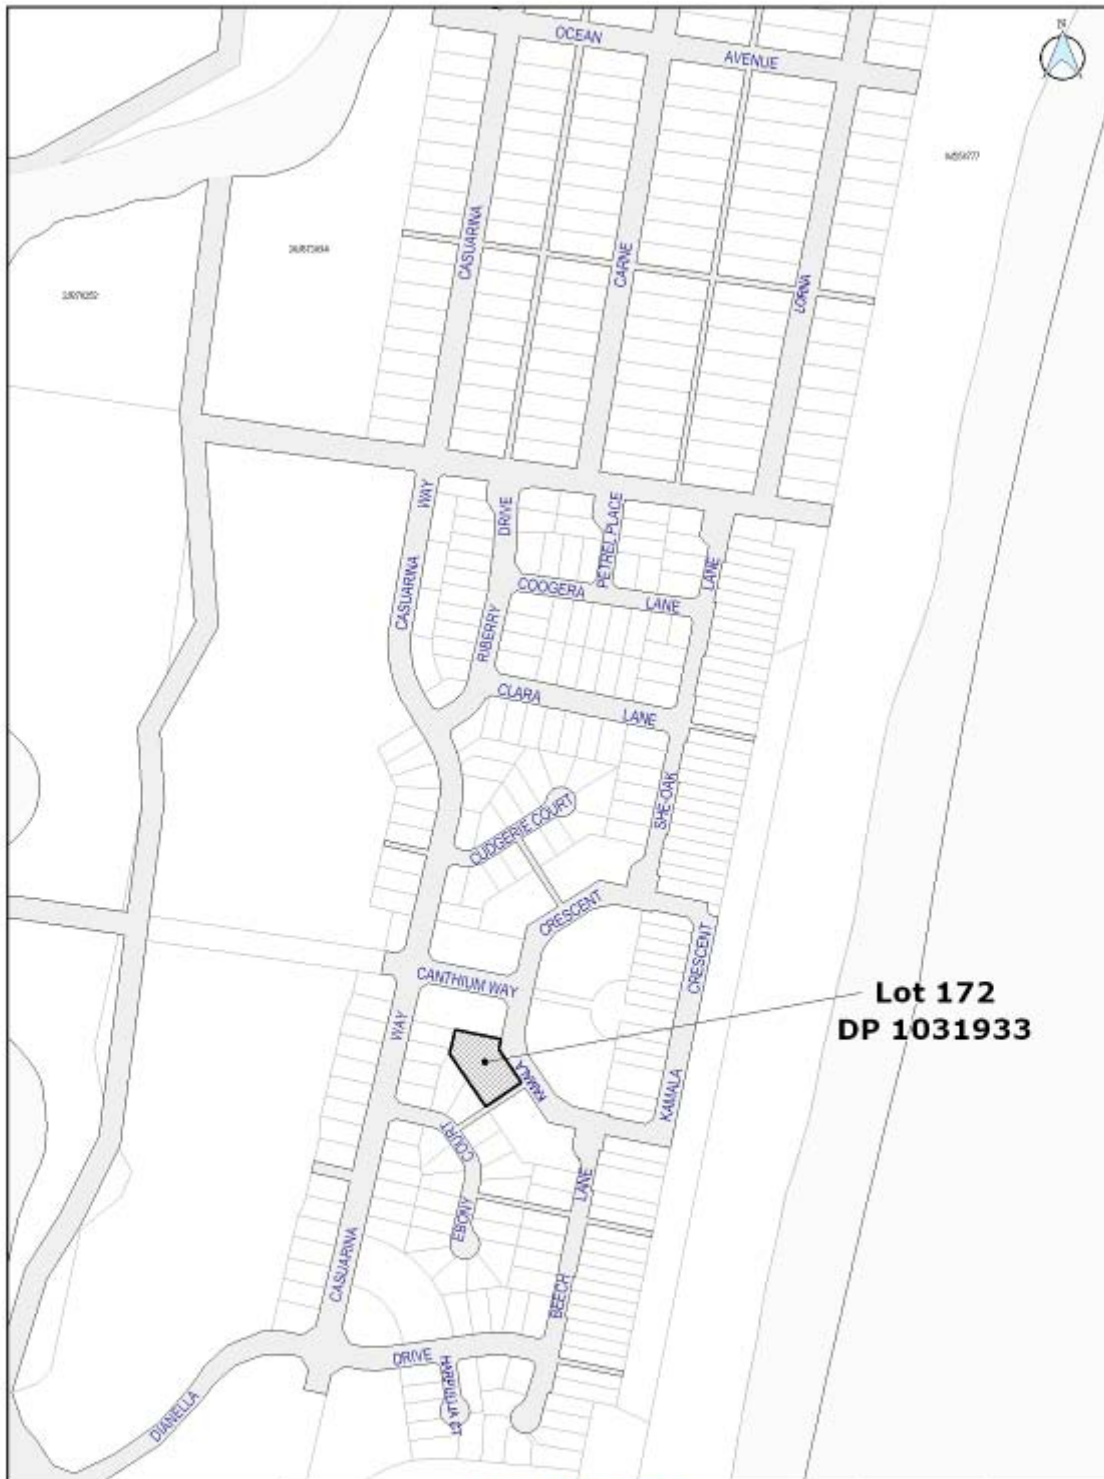 N
OCEAN
AVENUE
CASUARINA
CARNE
LORNA
WAY
DRIVE
PETREL PLACE
LANE
COOGERA
LANE
CASUARINA
RIBERRY
CLARA
LANE
SHE-OAK
CUDGERIE COURT
CRESCENT
CRESCENT
CANTHIUM WAY
Lot 172
DP 1031933
WAY
KAMALA
KAMALA
COURT
LANE
EBONY
CASUARINA
BEECH
DRIVE
HARPULLIA CT
DIANELLA